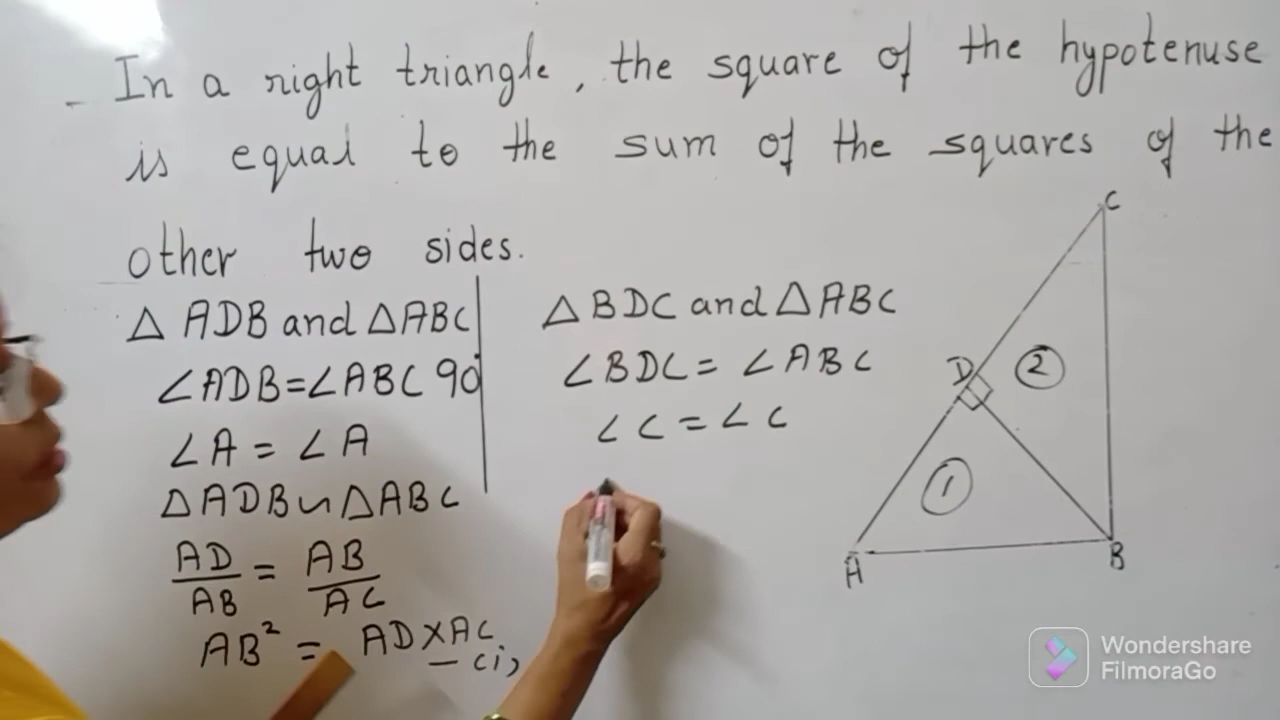 In a right triangle, the square of the hypotenuse
is equal to the sum of the squares of the
other two sides.
△ ADB and △ABC
∠ADB=∠ABC 90°
∠A = ∠A
△ADB ∽ △ABC
AD/AB = AB/AC
AB² = AD×AC
— (i)
△BDC and △ABC
∠BDC = ∠ABC
∠C = ∠C
C
D
②
①
A
B
Wondershare
FilmoraGo